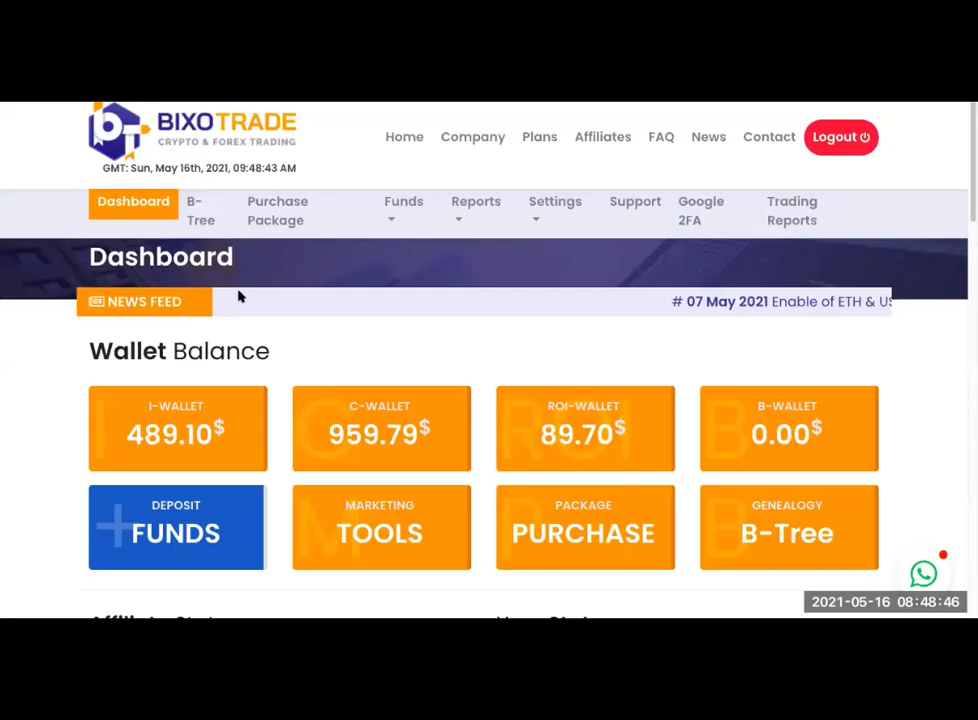 BIXOTRADE
CRYPTO & FOREX TRADING
GMT: Sun, May 16th, 2021, 09:48:43 AM
Home Company Plans Affiliates FAQ News Contact Logout
Dashboard B-Tree Purchase Package Funds Reports Settings Support Google 2FA Trading Reports
Dashboard
NEWS FEED # 07 May 2021 Enable of ETH &
Wallet Balance
I-WALLET C-WALLET ROI-WALLET B-WALLET
489.10$ 959.79$ 89.70$ 0.00$
DEPOSIT MARKETING PACKAGE GENEALOGY
FUNDS TOOLS PURCHASE B-Tree
2021-05-16 08:48:46